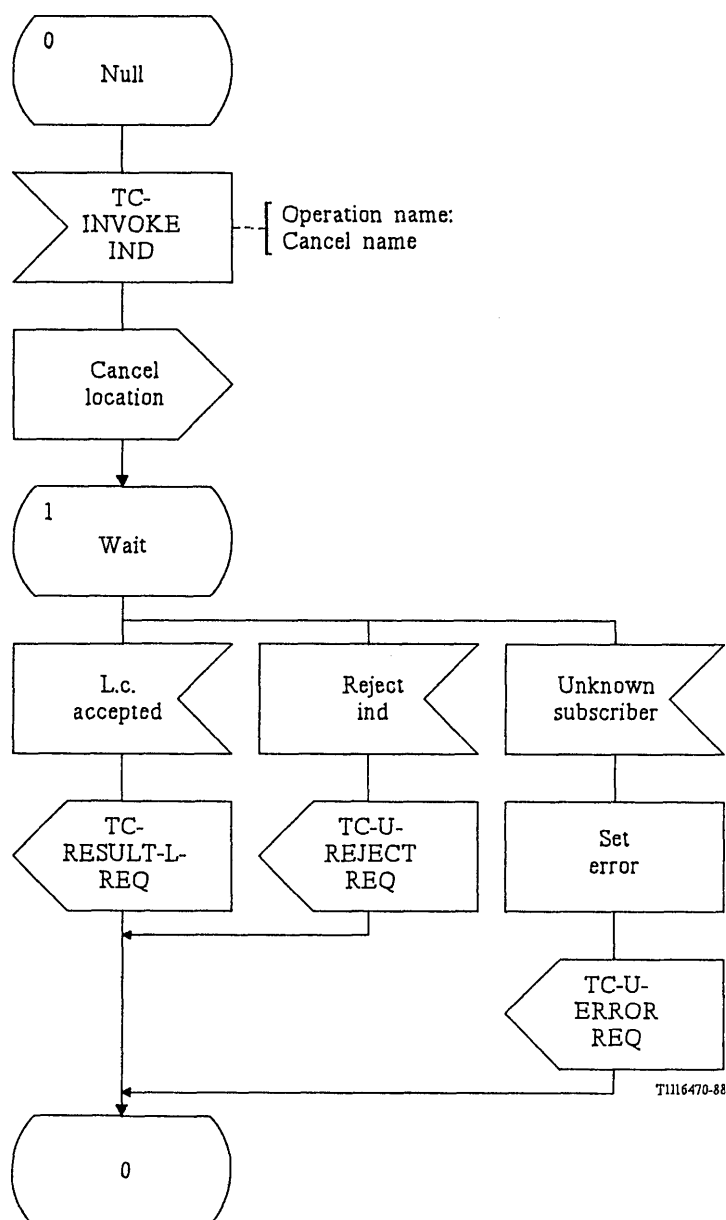 0
Null
TC-
INVOKE
IND
Operation name:
Cancel name
Cancel
location
1
Wait
L.c.
accepted
Reject
ind
Unknown
subscriber
TC-
RESULT-L-
REQ
TC-U-
REJECT
REQ
Set
error
TC-U-
ERROR
REQ
T1116470-88
0